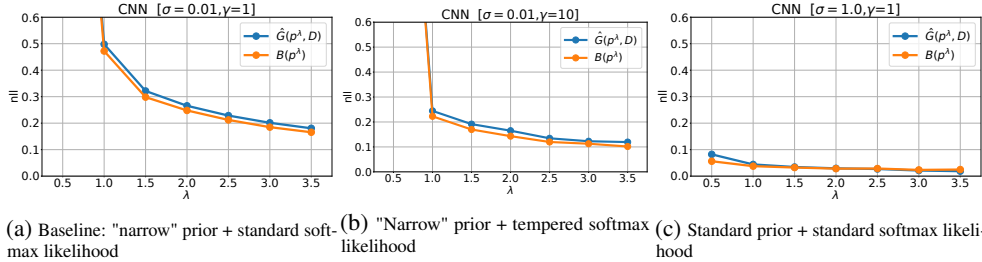 CNN [σ = 0.01,γ=1]
nll
0.6
0.5
0.4
0.3
0.2
0.1
0.0
Ĝ(p^λ, D)
B(p^λ)
0.5 1.0 1.5 2.0 2.5 3.0 3.5
λ
(a) Baseline: "narrow" prior + standard soft-
max likelihood
CNN [σ = 0.01,γ=10]
nll
0.6
0.5
0.4
0.3
0.2
0.1
0.0
Ĝ(p^λ, D)
B(p^λ)
0.5 1.0 1.5 2.0 2.5 3.0 3.5
λ
(b) "Narrow" prior + tempered softmax
likelihood
CNN [σ = 1.0,γ=1]
nll
0.6
0.5
0.4
0.3
0.2
0.1
0.0
Ĝ(p^λ, D)
B(p^λ)
0.5 1.0 1.5 2.0 2.5 3.0 3.5
λ
(c) Standard prior + standard softmax likeli-
hood